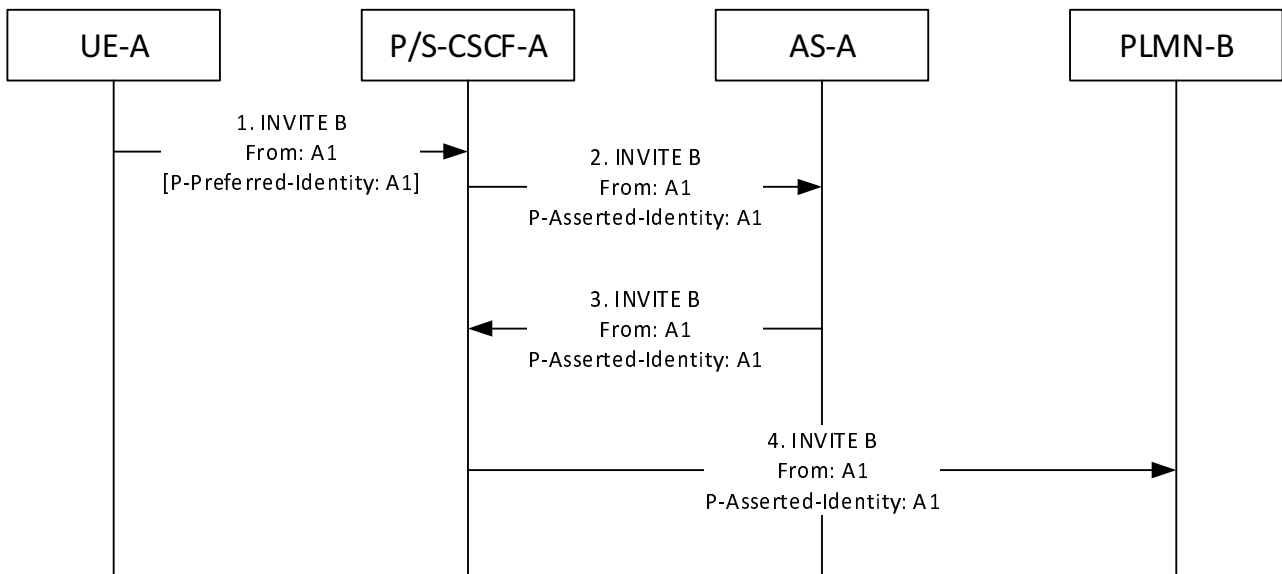 UE-A
P/S-CSCF-A
AS-A
PLMN-B
1. INVITE B
From: A1
[P-Preferred-Identity: A1]
2. INVITE B
From: A1
P-Asserted-Identity: A1
3. INVITE B
From: A1
P-Asserted-Identity: A1
4. INVITE B
From: A1
P-Asserted-Identity: A1